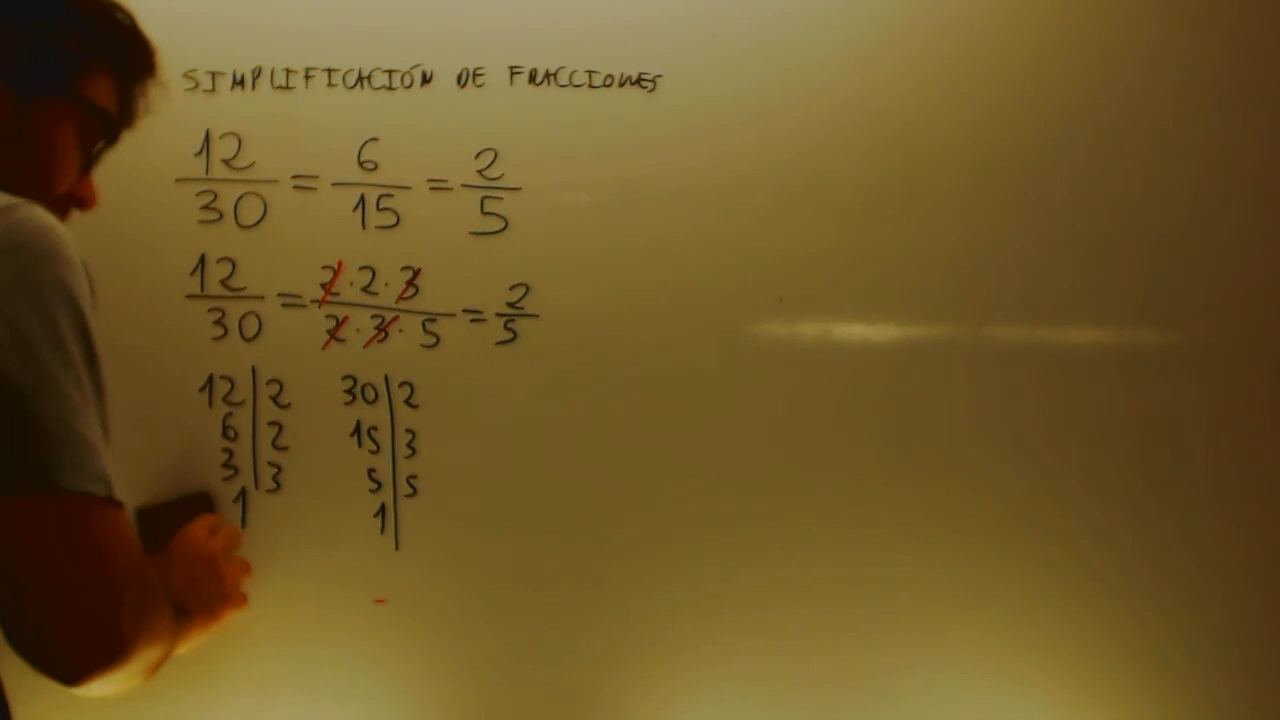 SIMPLIFICACIÓN DE FRACCIONES
12/30 = 6/15 = 2/5
12/30 = 2·2·3/2·3·5 = 2/5
12|2 30|2
6|2 15|3
3|3 5|5
1 1|